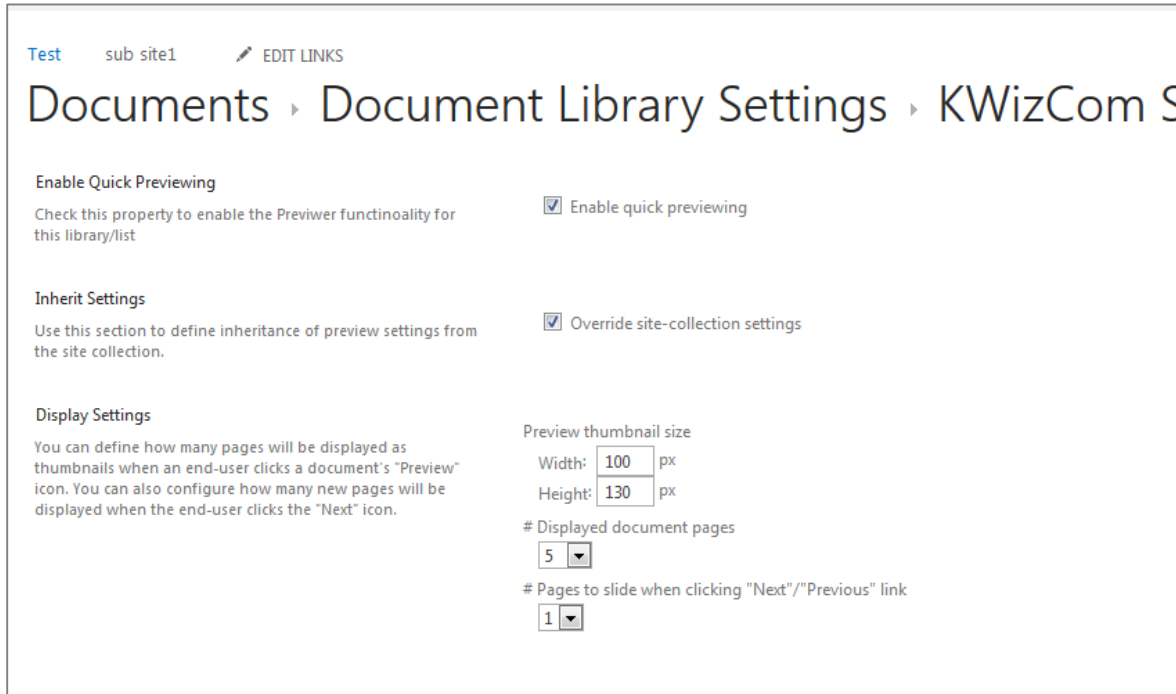 Test sub site1 EDIT LINKS
Documents Document Library Settings KWizCom S
Enable Quick Previewing
Check this property to enable the Previwer functinoality for
this library/list
Enable quick previewing
Inherit Settings
Use this section to define inheritance of preview settings from
the site collection.
Override site-collection settings
Display Settings
You can define how many pages will be displayed as
thumbnails when an end-user clicks a document's "Preview"
icon. You can also configure how many new pages will be
displayed when the end-user clicks the "Next" icon.
Preview thumbnail size
Width: 100 px
Height: 130 px
# Displayed document pages
5
# Pages to slide when clicking "Next"/"Previous" link
1